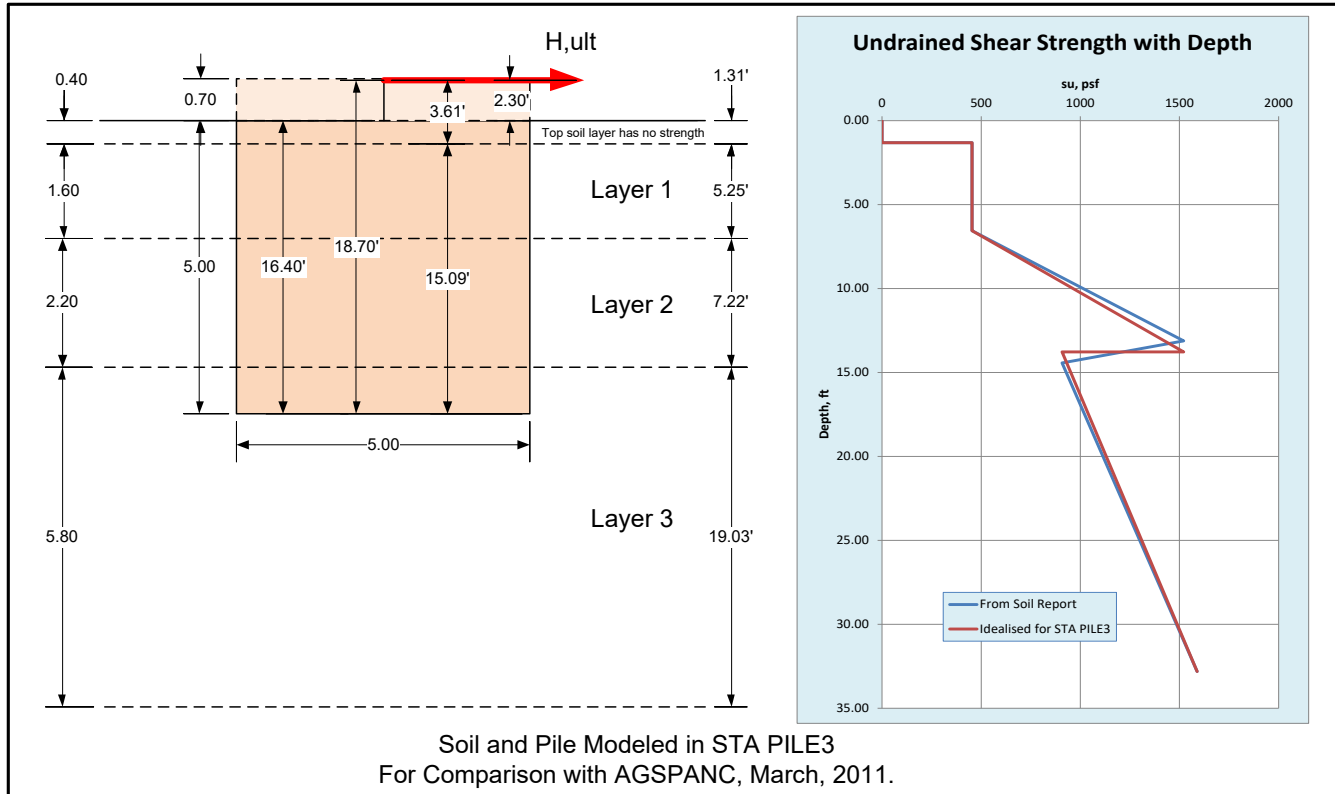 H,ult
0.40
0.70
2.30'
1.31'
3.61'
Top soil layer has no strength
1.60
Layer 1
5.25'
5.00
16.40'
18.70'
15.09'
2.20
Layer 2
7.22'
5.00
5.80
Layer 3
19.03'
Undrained Shear Strength with Depth
su, psf
0
500
1000
1500
2000
0.00
5.00
10.00
15.00
20.00
25.00
30.00
35.00
Depth, ft
From Soil Report
Idealised for STA PILE3
Soil and Pile Modeled in STA PILE3
For Comparison with AGSPANC, March, 2011.